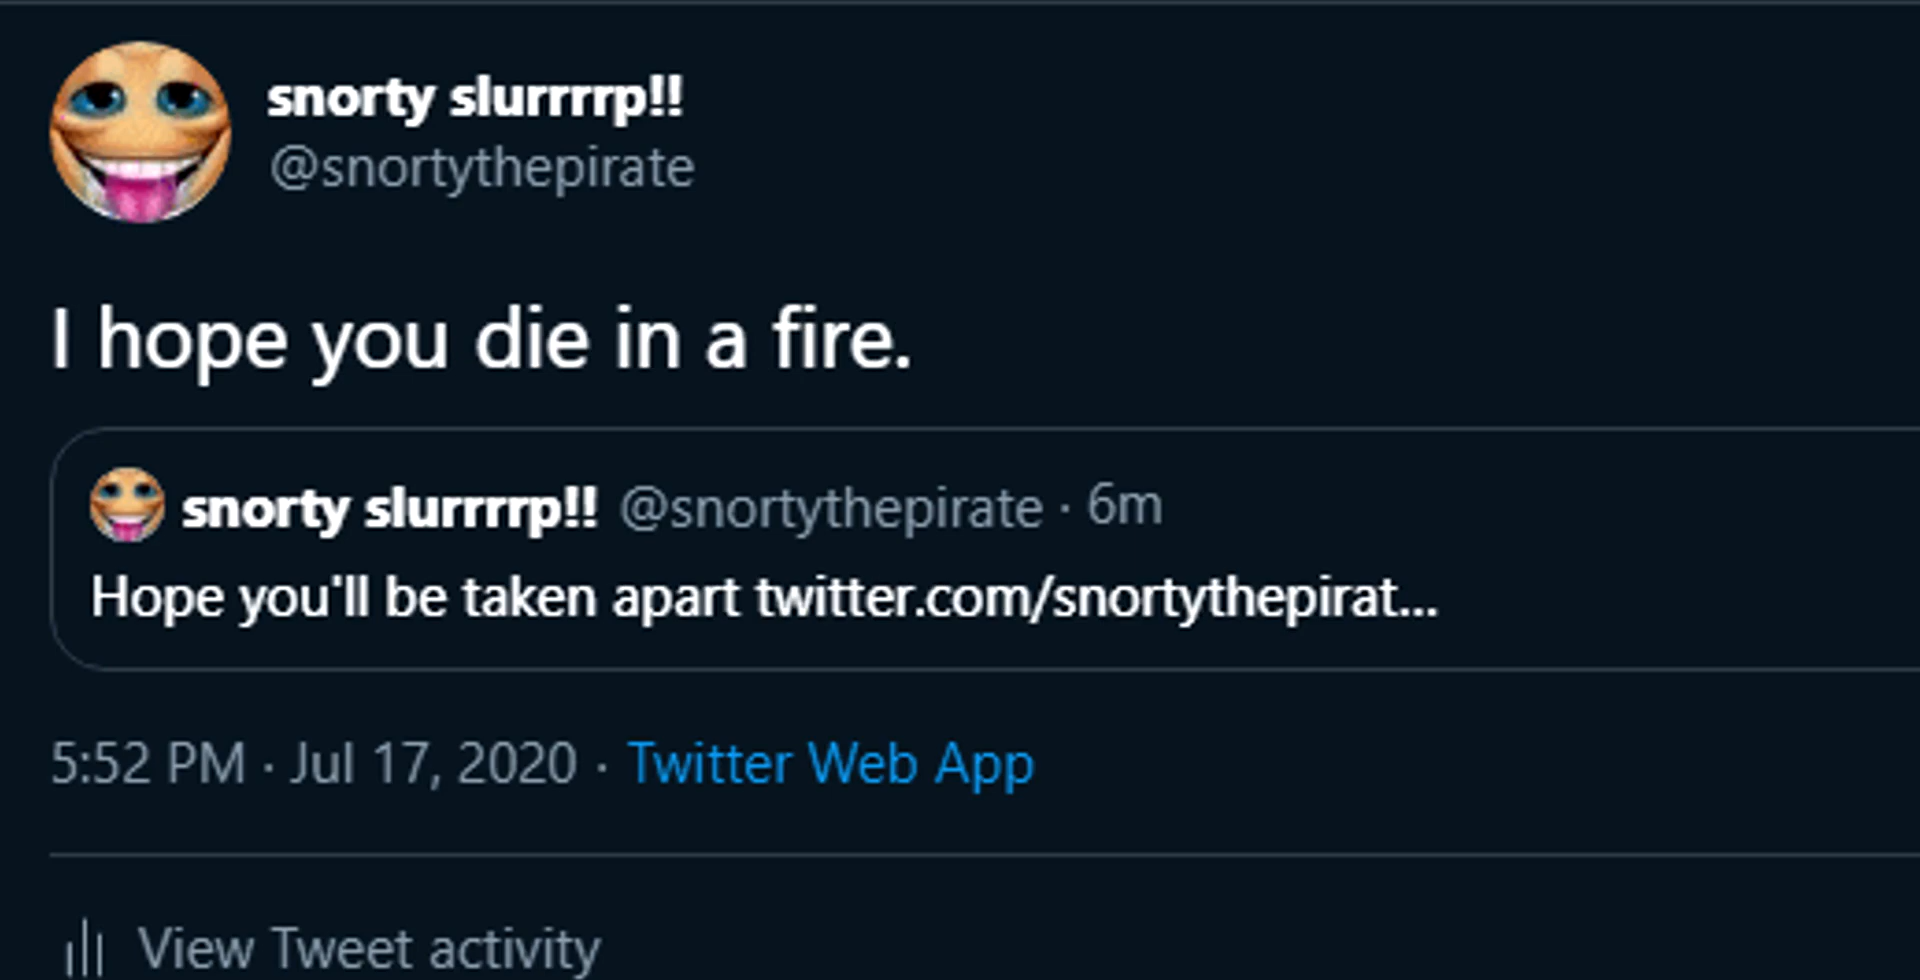 snorty slurrrrp!!
@snortythepirate
I hope you die in a fire.
snorty slurrrrp!! @snortythepirate · 6m
Hope you'll be taken apart twitter.com/snortythepirat...
5:52 PM · Jul 17, 2020 · Twitter Web App
View Tweet activity